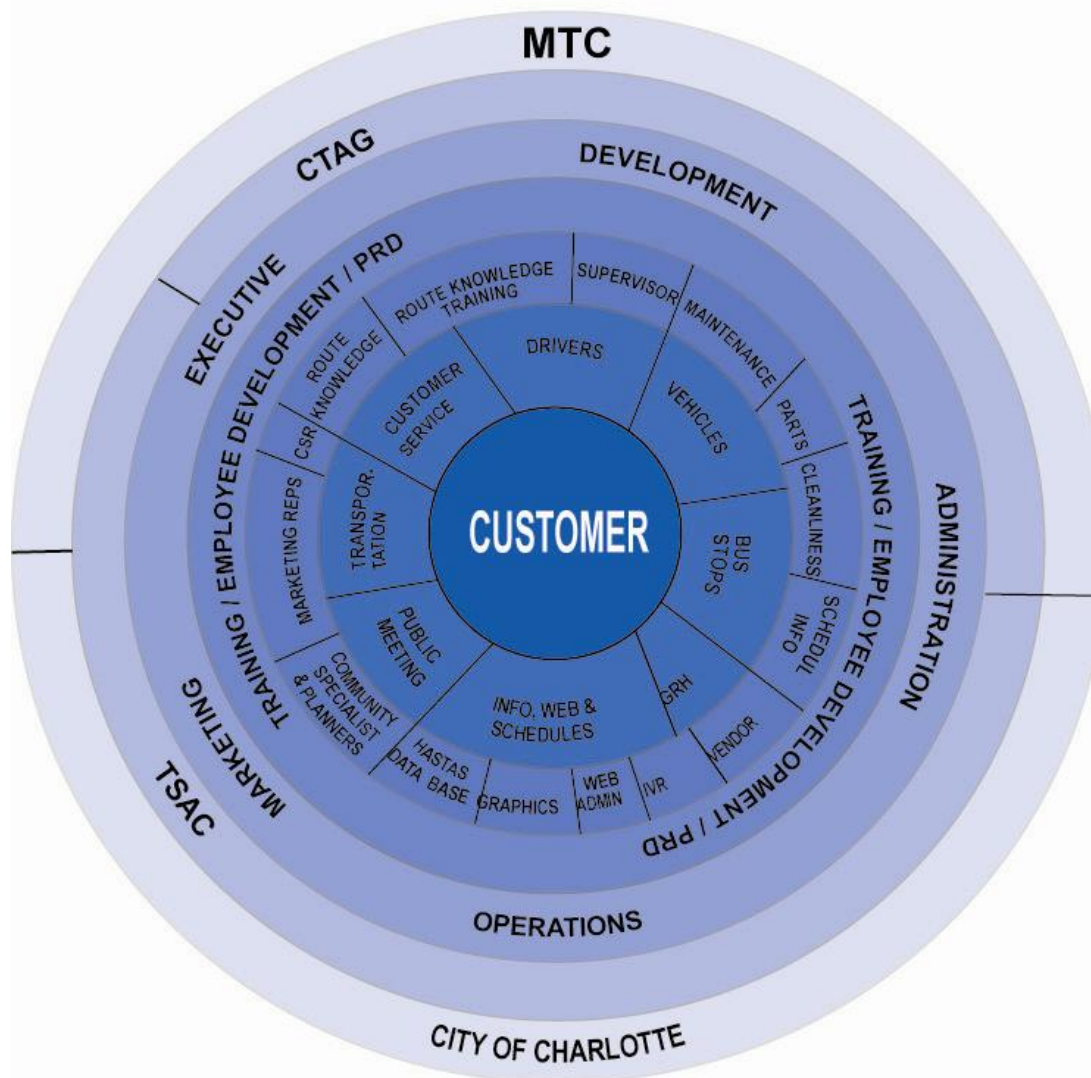 MTC
CTAG
DEVELOPMENT
EXECUTIVE
TRAINING / EMPLOYEE DEVELOPMENT / PRD
ROUTE KNOWLEDGE
TRAINING
SUPERVISOR
MAINTENANCE
PARTS
CLEANLINESS
SCHEDUL
INFO
VENDOR
IVR
WEB
ADMIN
GRAPHICS
HASTAS
DATA BASE
COMMUNITY
SPECIALIST
& PLANNERS
MARKETING REPS
CSR
ROUTE
KNOWLEDGE
DRIVERS
VEHICLES
BUS
STOPS
GRH
INFO, WEB &
SCHEDULES
PUBLIC
MEETING
TRANSPOR.
TATION
CUSTOMER
SERVICE
CUSTOMER
TRAINING / EMPLOYEE DEVELOPMENT / PRD
ADMINISTRATION
MARKETING
TSAC
OPERATIONS
CITY OF CHARLOTTE